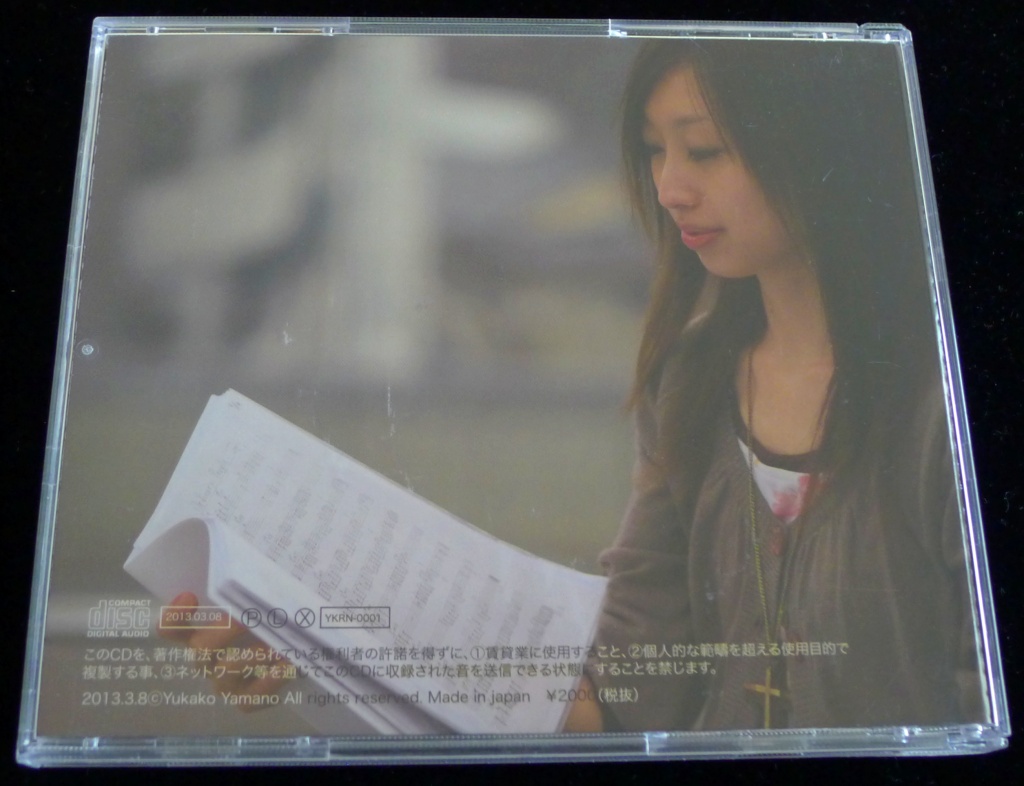 COMPACT
disc
DIGITAL AUDIO
2013.03.08 Ⓟ Ⓛ Ⓧ YKRN-0001
このCDを、著作権法で認められている権利者の許諾を得ずに、①賃貸業に使用すること、②個人的な範疇を超える使用目的で
複製する事、③ネットワーク等を通じてこのCDに収録された音を送信できる状態にすることを禁じます。
2013.3.8©Yukako Yamano All rights reserved. Made in japan ¥2000(税抜)